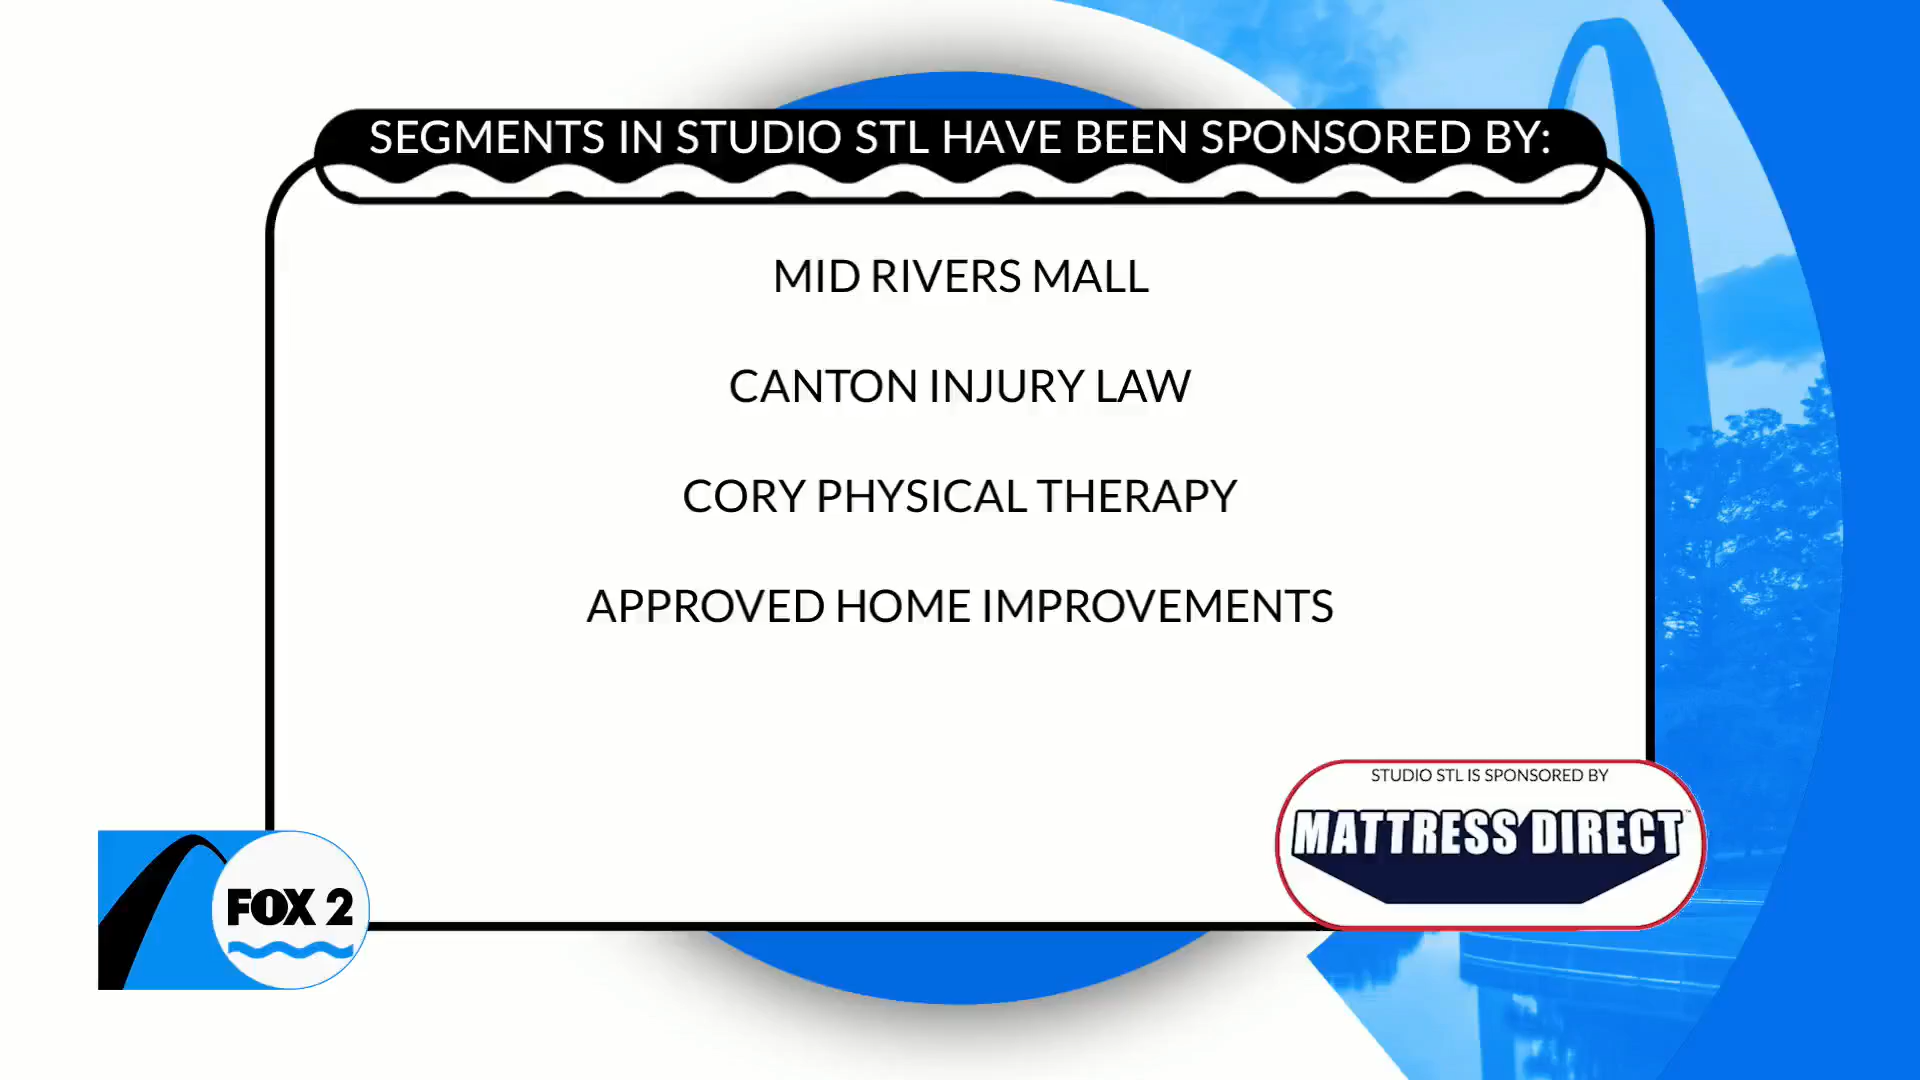 SEGMENTS IN STUDIO STL HAVE BEEN SPONSORED BY:
MID RIVERS MALL
CANTON INJURY LAW
CORY PHYSICAL THERAPY
APPROVED HOME IMPROVEMENTS
STUDIO STL IS SPONSORED BY
MATTRESS DIRECT
FOX 2